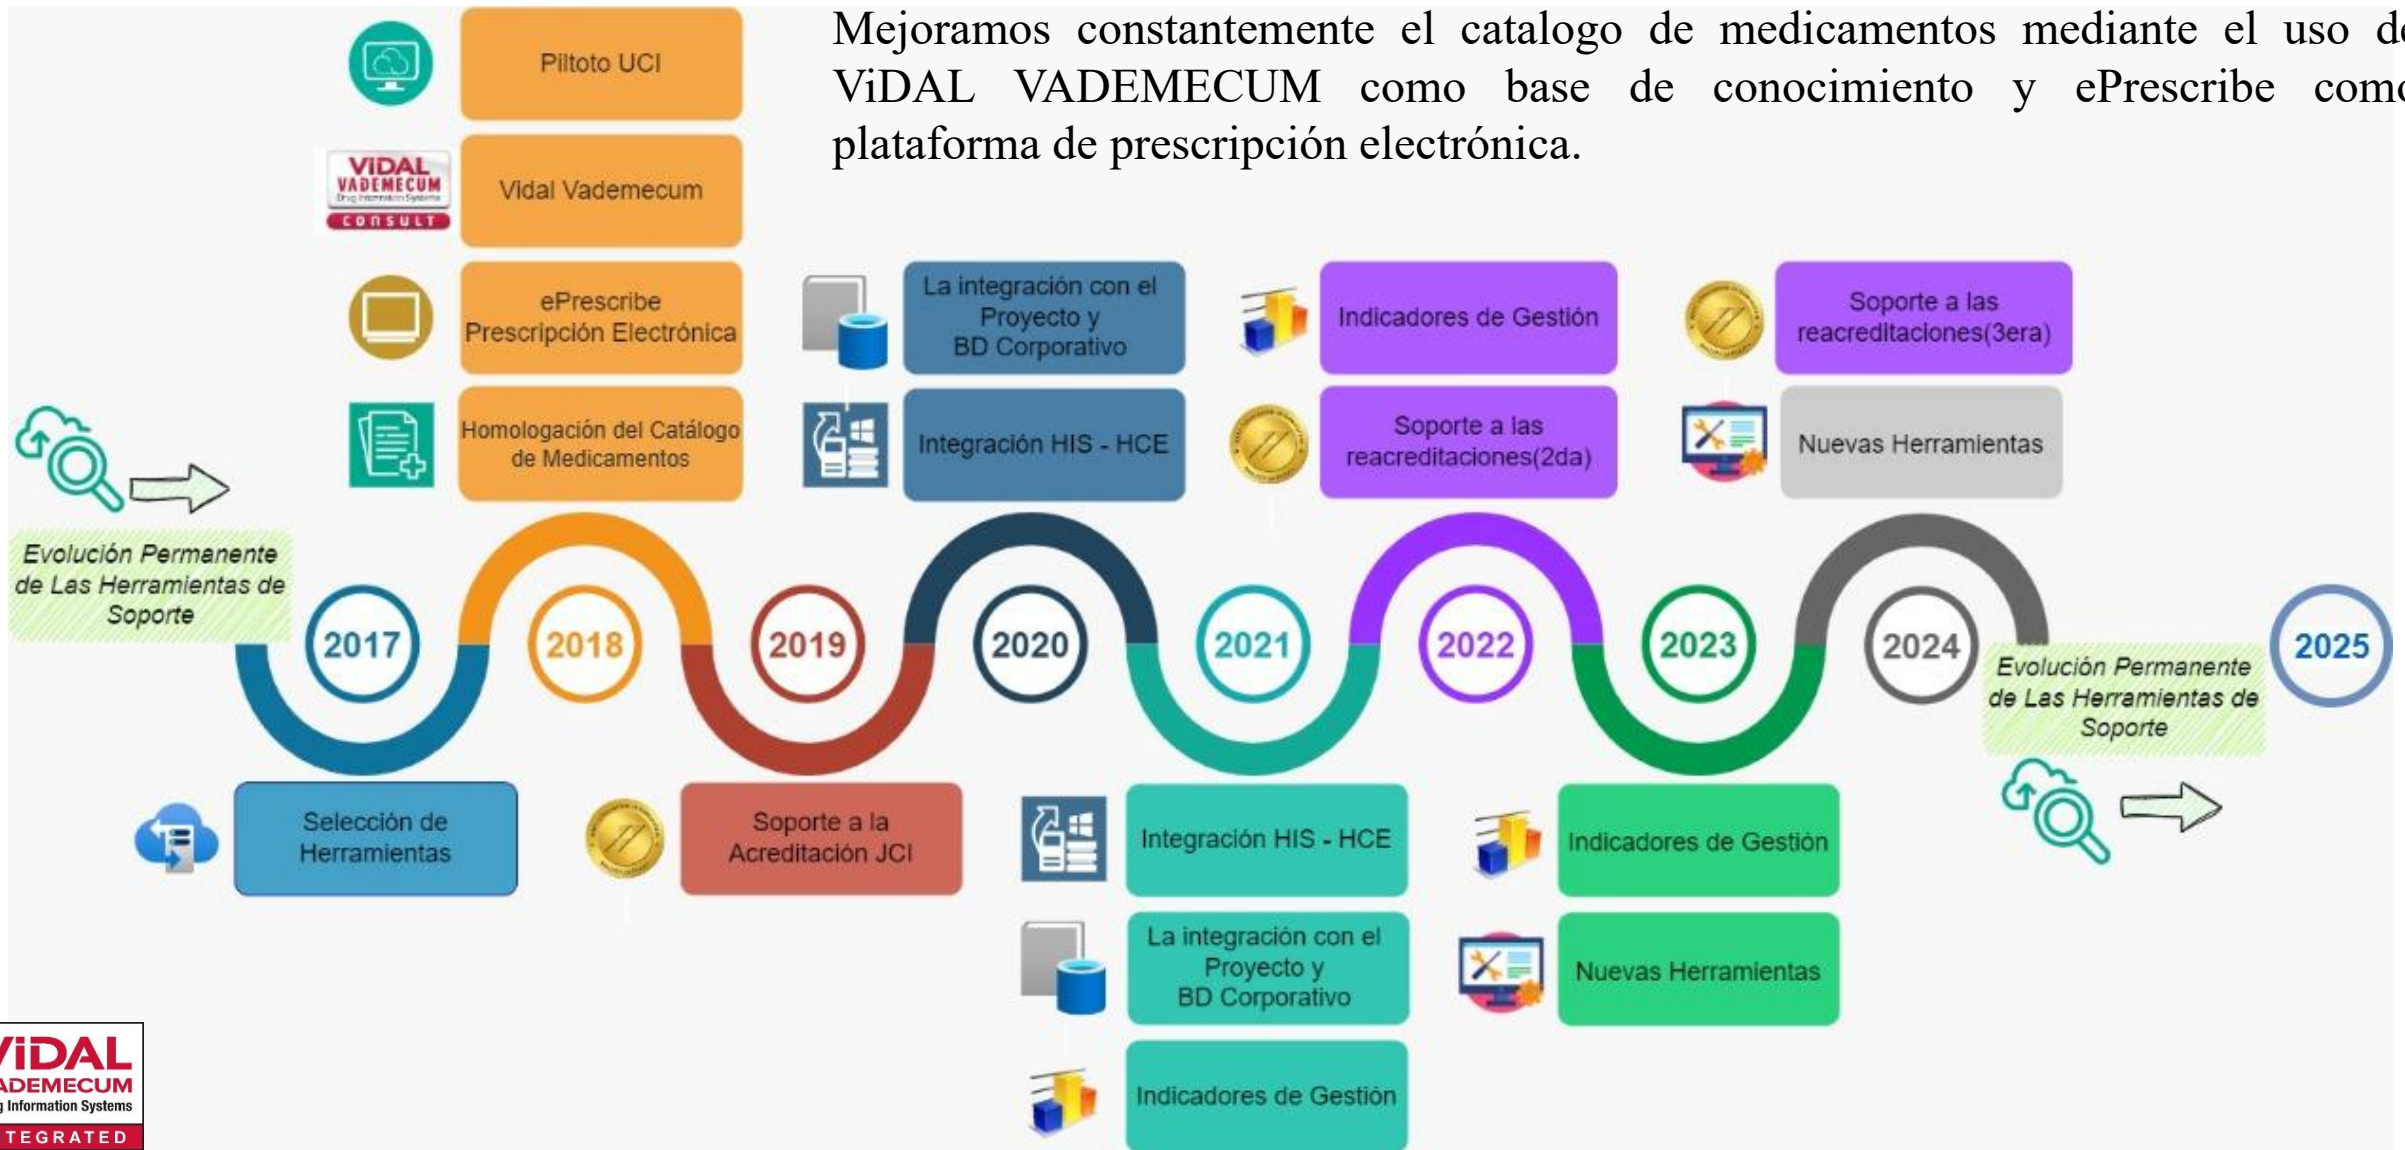 Mejoramos constantemente el catalogo de medicamentos mediante el uso de
ViDAL VADEMECUM como base de conocimiento y ePrescribe como
plataforma de prescripción electrónica.
Piltoto UCI
ViDAL
VADEMECUM
Drug Information Systems
CONSULT
Vidal Vademecum
ePrescribe
Prescripción Electrónica
Homologación del Catálogo
de Medicamentos
La integración con el
Proyecto y
BD Corporativo
Integración HIS - HCE
Indicadores de Gestión
Soporte a las
reacreditaciones(2da)
Soporte a las
reacreditaciones(3era)
Nuevas Herramientas
Evolución Permanente
de Las Herramientas de
Soporte
2017
2018
2019
2020
2021
2022
2023
2024
2025
Evolución Permanente
de Las Herramientas de
Soporte
Selección de
Herramientas
Soporte a la
Acreditación JCI
Integración HIS - HCE
La integración con el
Proyecto y
BD Corporativo
Indicadores de Gestión
Indicadores de Gestión
Nuevas Herramientas
ViDAL
ADEMECUM
g Information Systems
TEGRATED